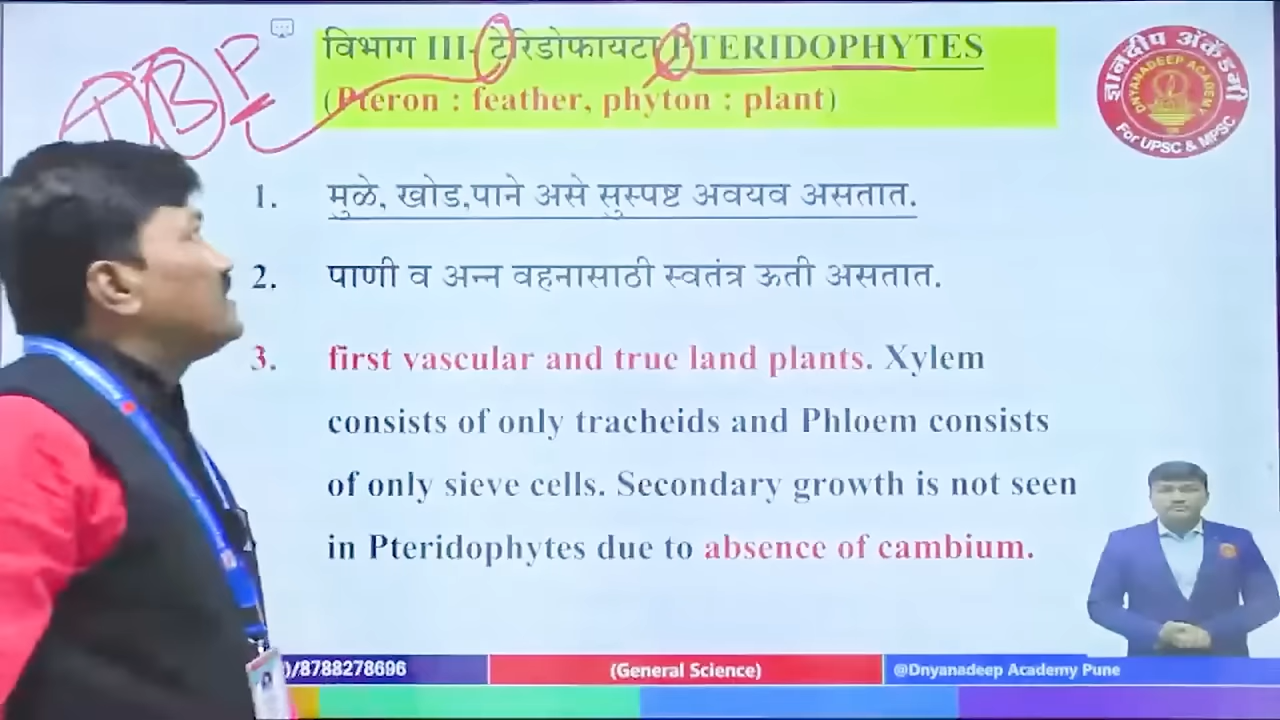 TBP
विभाग III- टेरिडोफायटा PTERIDOPHYTES
(Pteron : feather, phyton : plant)
ज्ञानदीप ॲकॅडमी
DNYANADEEP ACADEMY
For UPSC & MPSC
1. मुळे, खोड,पाने असे सुस्पष्ट अवयव असतात.
2. पाणी व अन्न वहनासाठी स्वतंत्र ऊती असतात.
3. first vascular and true land plants. Xylem
consists of only tracheids and Phloem consists
of only sieve cells. Secondary growth is not seen
in Pteridophytes due to absence of cambium.
)/8788278696
(General Science)
@Dnyanadeep Academy Pune